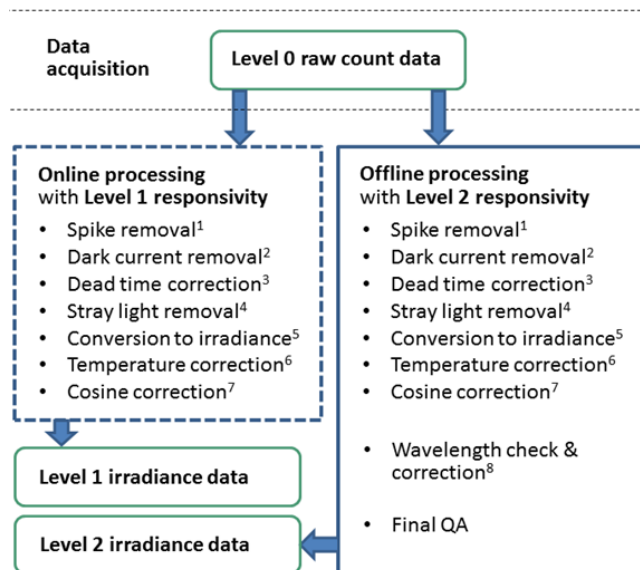 Data
acquisition
Level 0 raw count data
Online processing
with Level 1 responsivity
• Spike removal¹
• Dark current removal²
• Dead time correction³
• Stray light removal⁴
• Conversion to irradiance⁵
• Temperature correction⁶
• Cosine correction⁷
Offline processing
with Level 2 responsivity
• Spike removal¹
• Dark current removal²
• Dead time correction³
• Stray light removal⁴
• Conversion to irradiance⁵
• Temperature correction⁶
• Cosine correction⁷
• Wavelength check &
correction⁸
• Final QA
Level 1 irradiance data
Level 2 irradiance data